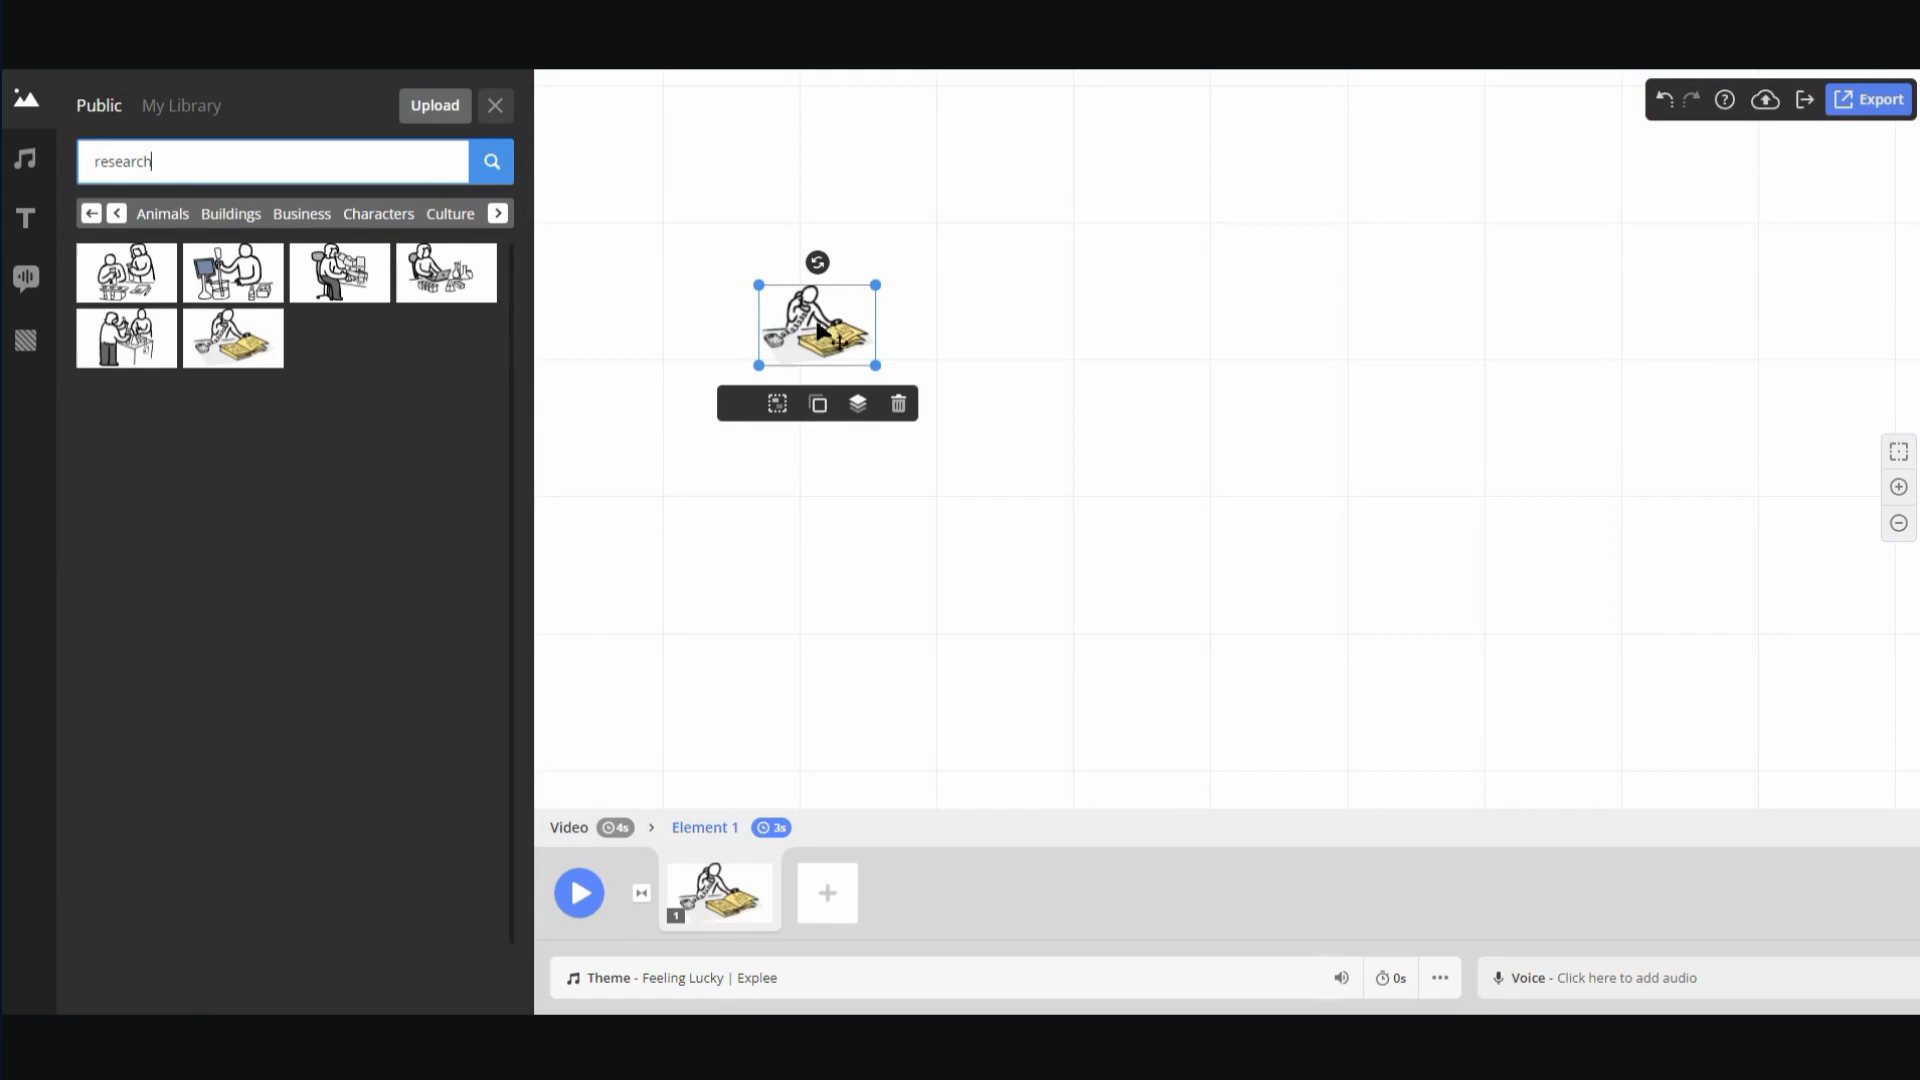 Public My Library Upload
Export
research
Animals Buildings Business Characters Culture
Video 4s Element 1 3s
1
Theme - Feeling Lucky | Explee 0s Voice - Click here to add audio